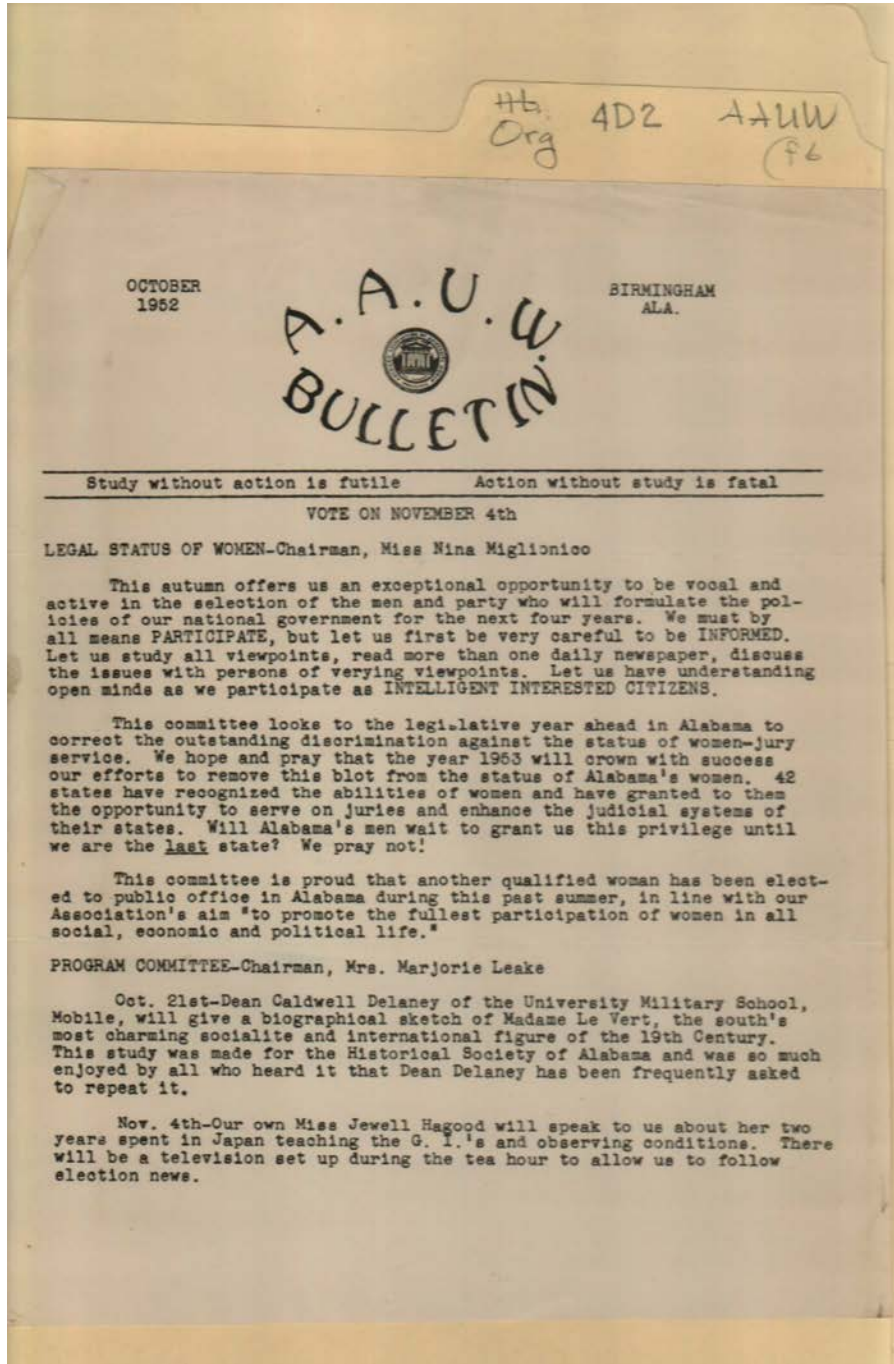 Hb. 4D2 AAUW
Org (f6
OCTOBER BIRMINGHAM
1952 ALA.
A.A.U.W.
BULLETIN.
Study without action is futile Action without study is fatal
VOTE ON NOVEMBER 4th
LEGAL STATUS OF WOMEN-Chairman, Miss Nina Miglionico
This autumn offers us an exceptional opportunity to be vocal and
active in the selection of the men and party who will formulate the pol-
icies of our national government for the next four years. We must by
all means PARTICIPATE, but let us first be very careful to be INFORMED.
Let us study all viewpoints, read more than one daily newspaper, discuss
the issues with persons of verying viewpoints. Let us have understanding
open minds as we participate as INTELLIGENT INTERESTED CITIZENS.
This committee looks to the legislative year ahead in Alabama to
correct the outstanding discrimination against the status of women-jury
service. We hope and pray that the year 1953 will crown with success
our efforts to remove this blot from the status of Alabama's women. 42
states have recognized the abilities of women and have granted to them
the opportunity to serve on juries and enhance the judicial systems of
their states. Will Alabama's men wait to grant us this privilege until
we are the last state? We pray not!
This committee is proud that another qualified woman has been elect-
ed to public office in Alabama during this past summer, in line with our
Association's aim "to promote the fullest participation of women in all
social, economic and political life."
PROGRAM COMMITTEE-Chairman, Mrs. Marjorie Leake
Oct. 21st-Dean Caldwell Delaney of the University Military School,
Mobile, will give a biographical sketch of Madame Le Vert, the south's
most charming socialite and international figure of the 19th Century.
This study was made for the Historical Society of Alabama and was so much
enjoyed by all who heard it that Dean Delaney has been frequently asked
to repeat it.
Nov. 4th-Our own Miss Jewell Hagood will speak to us about her two
years spent in Japan teaching the G. I.'s and observing conditions. There
will be a television set up during the tea hour to allow us to follow
election news.